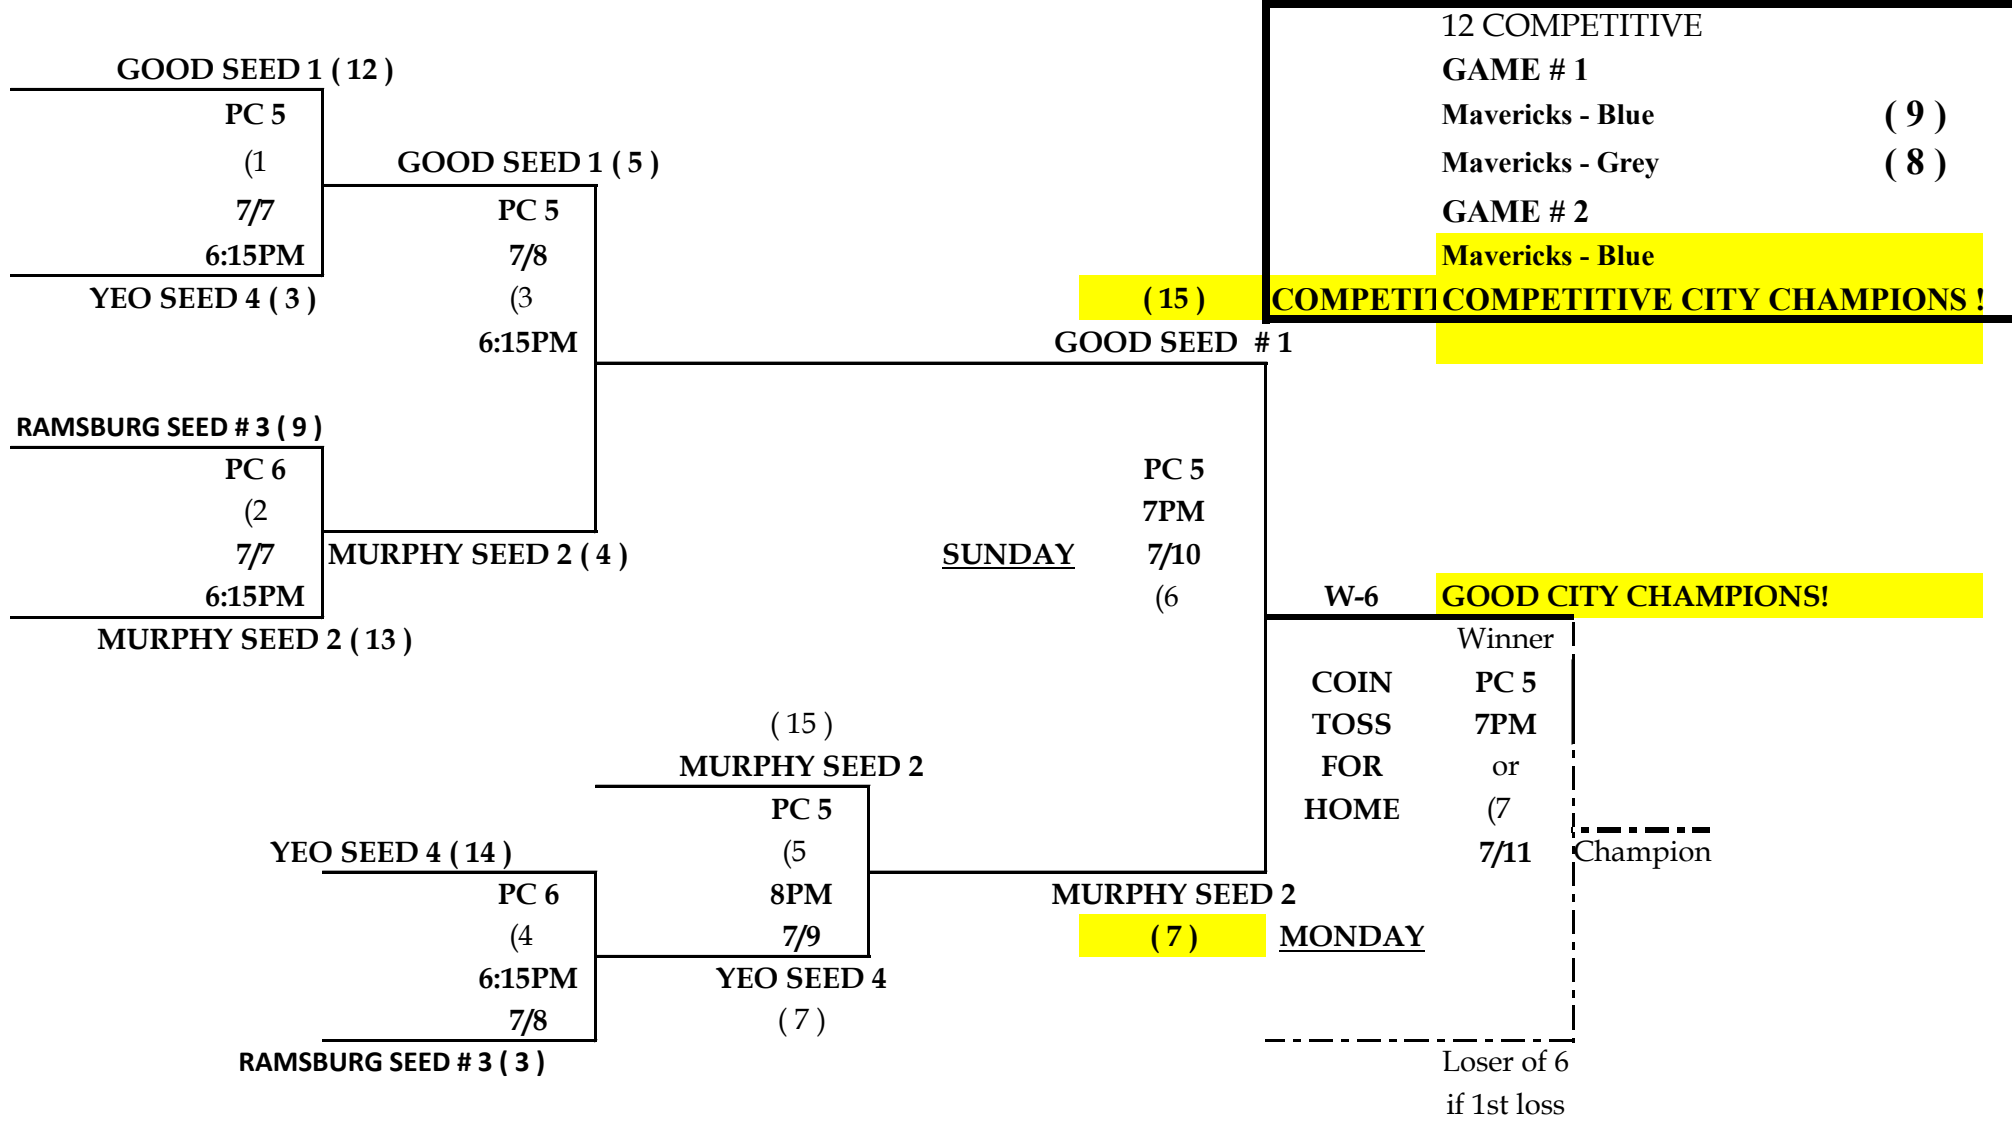 12 COMPETITIVE
GOOD SEED 1 ( 12 )
GAME # 1
PC 5
Mavericks - Blue ( 9 )
(1
GOOD SEED 1 ( 5 )
Mavericks - Grey ( 8 )
7/7
PC 5
GAME # 2
6:15PM
7/8
Mavericks - Blue
YEO SEED 4 ( 3 )
(3
( 15 )
COMPETIT
COMPETITIVE CITY CHAMPIONS !
6:15PM
GOOD SEED # 1
RAMSBURG SEED # 3 ( 9 )
PC 6
PC 5
(2
7PM
7/7
MURPHY SEED 2 ( 4 )
SUNDAY
7/10
6:15PM
(6
W-6
GOOD CITY CHAMPIONS!
MURPHY SEED 2 ( 13 )
Winner
COIN
PC 5
( 15 )
TOSS
7PM
MURPHY SEED 2
FOR
or
PC 5
HOME
(7
YEO SEED 4 ( 14 )
(5
7/11
Champion
PC 6
8PM
MURPHY SEED 2
(4
7/9
( 7 )
MONDAY
6:15PM
YEO SEED 4
7/8
( 7 )
RAMSBURG SEED # 3 ( 3 )
Loser of 6
if 1st loss